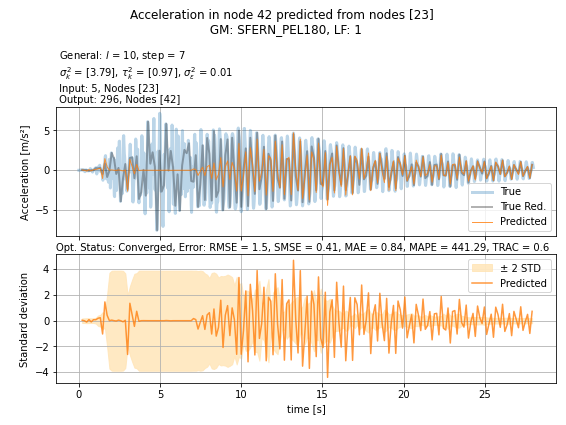 Acceleration in node 42 predicted from nodes [23]
GM: SFERN_PEL180, LF: 1
General: l = 10, step = 7
σ²ₖ = [3.79], τ²ₖ = [0.97], σ²ₛ = 0.01
Input: 5, Nodes [23]
Output: 296, Nodes [42]
Acceleration [m/s²]
5
0
−5
True
True Red.
Predicted
Opt. Status: Converged, Error: RMSE = 1.5, SMSE = 0.41, MAE = 0.84, MAPE = 441.29, TRAC = 0.6
Standard deviation
4
2
0
−2
−4
± 2 STD
Predicted
0 5 10 15 20 25
time [s]